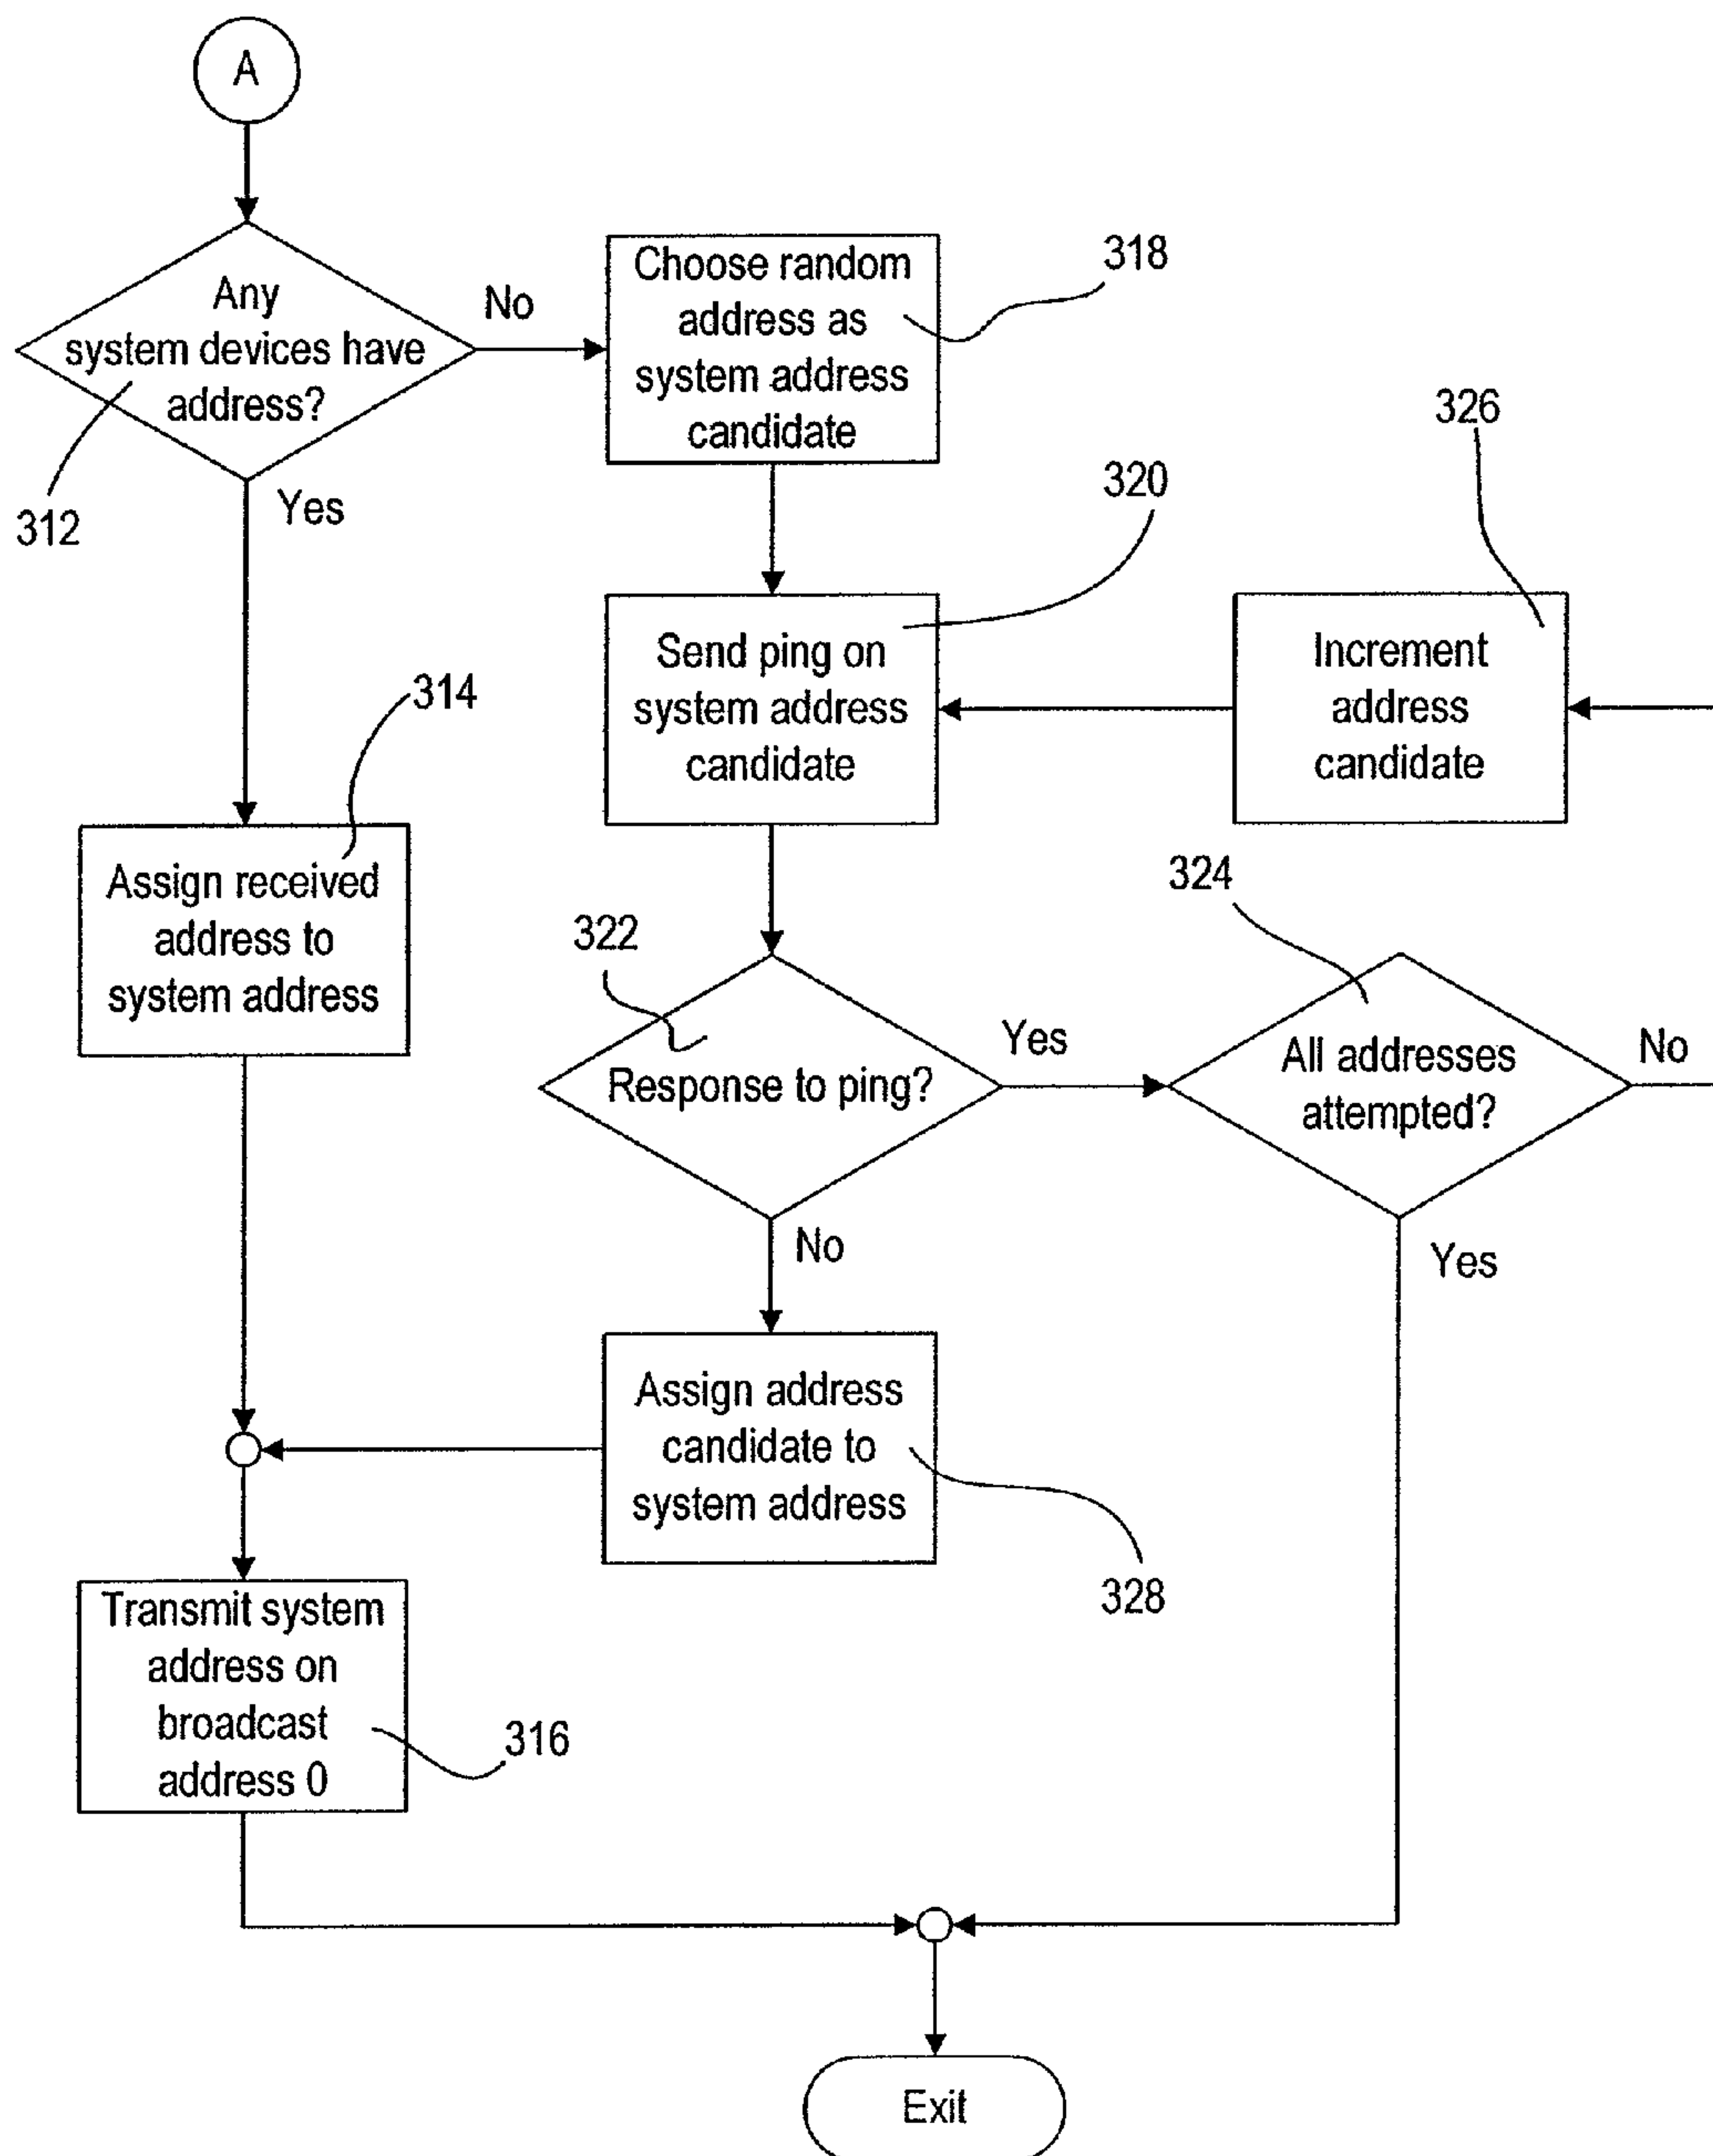 A
Any
system devices have
address?
No
Yes
312
Choose random
address as
system address
candidate
318
320
Send ping on
system address
candidate
326
Increment
address
candidate
314
Assign received
address to
system address
322
Response to ping?
Yes
No
324
All addresses
attempted?
No
Yes
Assign address
candidate to
system address
328
Transmit system
address on
broadcast
address 0
316
Exit